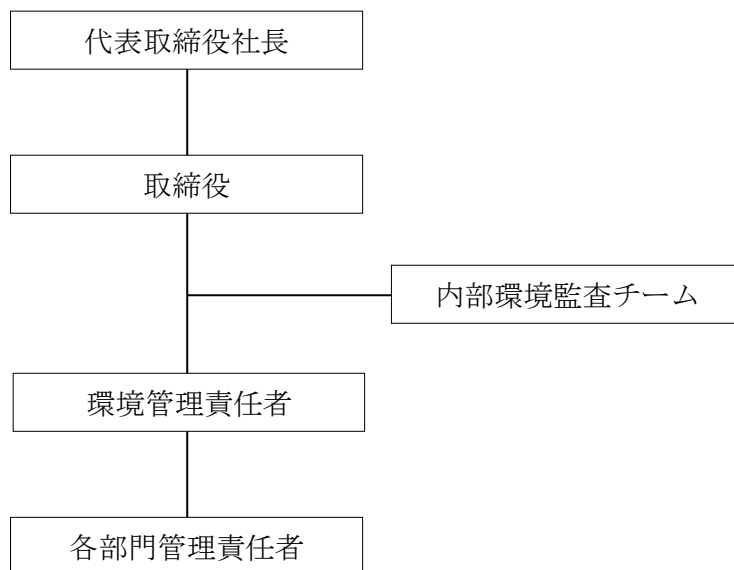 代表取締役社長
取締役
内部環境監査チーム
環境管理責任者
各部門管理責任者